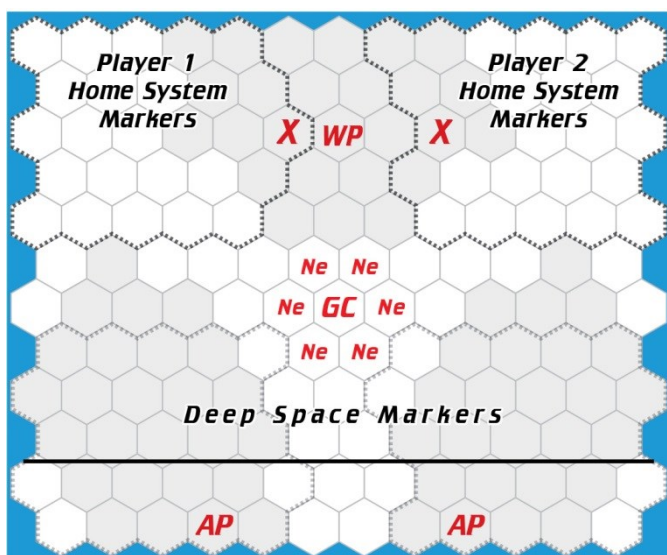 Player 1
Home System
Markers
Player 2
Home System
Markers
X WP X
Ne Ne
Ne GC Ne
Ne Ne
Deep Space Markers
AP AP